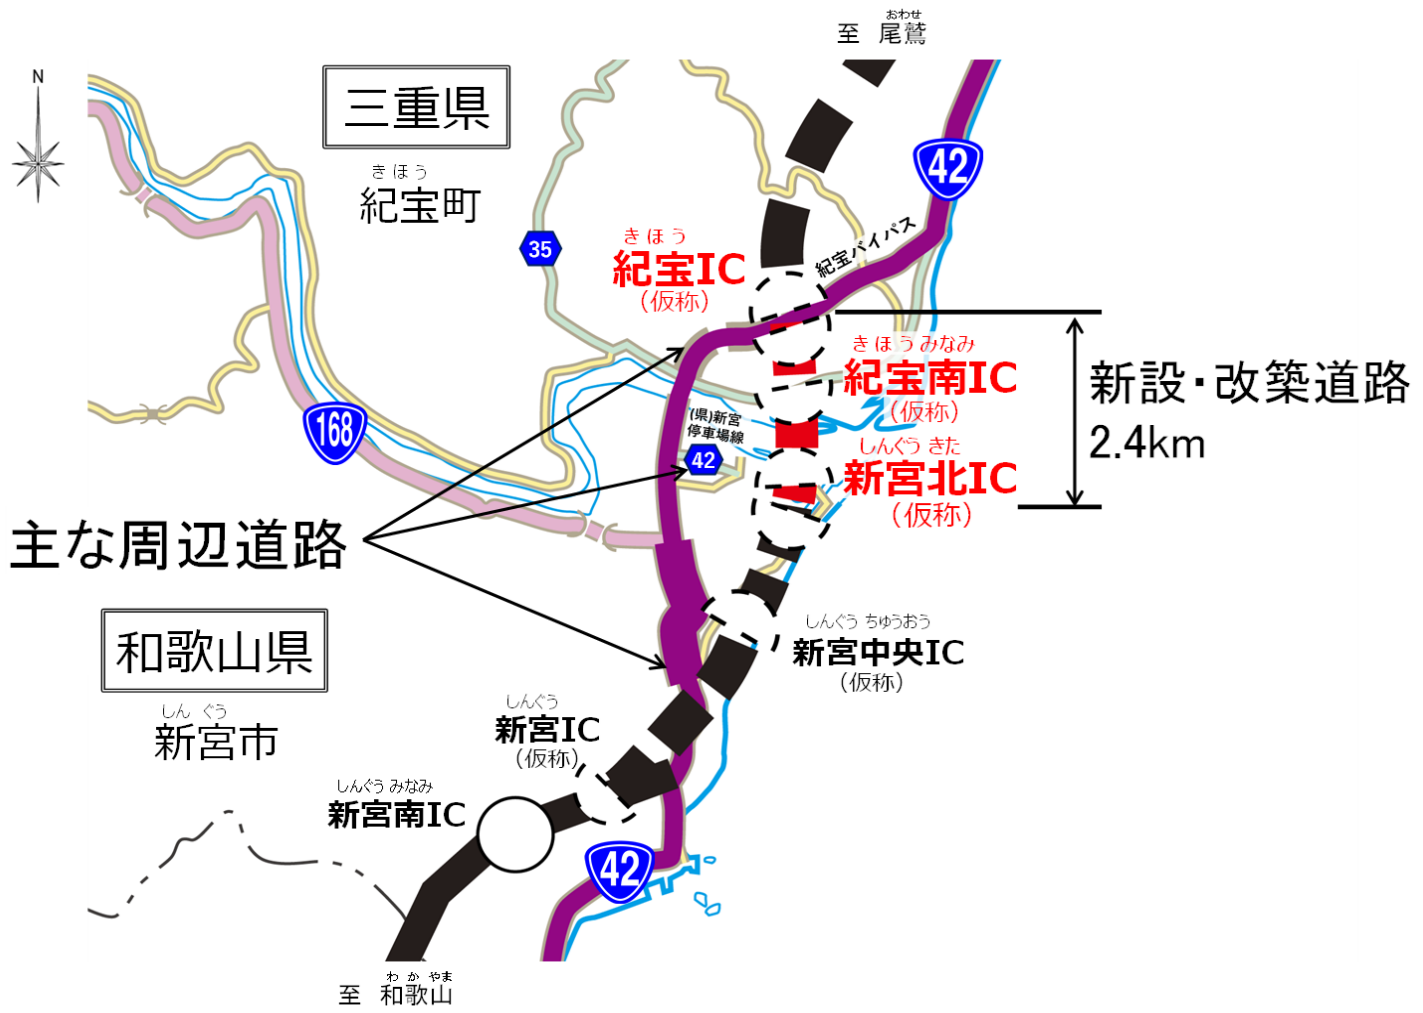 おわせ
至 尾鷲
N
三重県
きほう
紀宝町
42
35
紀宝バイパス
きほう
紀宝IC
(仮称)
きほうみなみ
紀宝南IC
(仮称)
新設・改築道路
2.4km
168
(県)新宮
停車場線
42
しんぐう きた
新宮北IC
(仮称)
主な周辺道路
和歌山県
しん ぐう
新宮市
しんぐう ちゅうおう
新宮中央IC
(仮称)
しんぐう
新宮IC
(仮称)
しんぐう みなみ
新宮南IC
42
わ か やま
至 和歌山